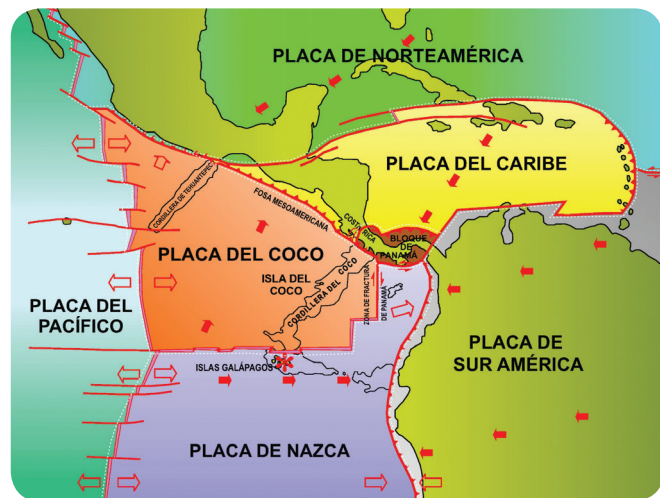 PLACA DE NORTEAMÉRICA
PLACA DEL CARIBE
CORDILLERA DE TEHUANTEPEC
FOSA MESOAMERICANA
COSTA RICA
BLOQUE
DE
PANAMÁ
PLACA DEL COCO
ISLA DEL
COCO
CORDILLERA DEL COCO
ZONA DE FRACTURA
DE PANAMÁ
PLACA DEL
PACÍFICO
PLACA DE
SUR AMÉRICA
ISLAS GALÁPAGOS
PLACA DE NAZCA